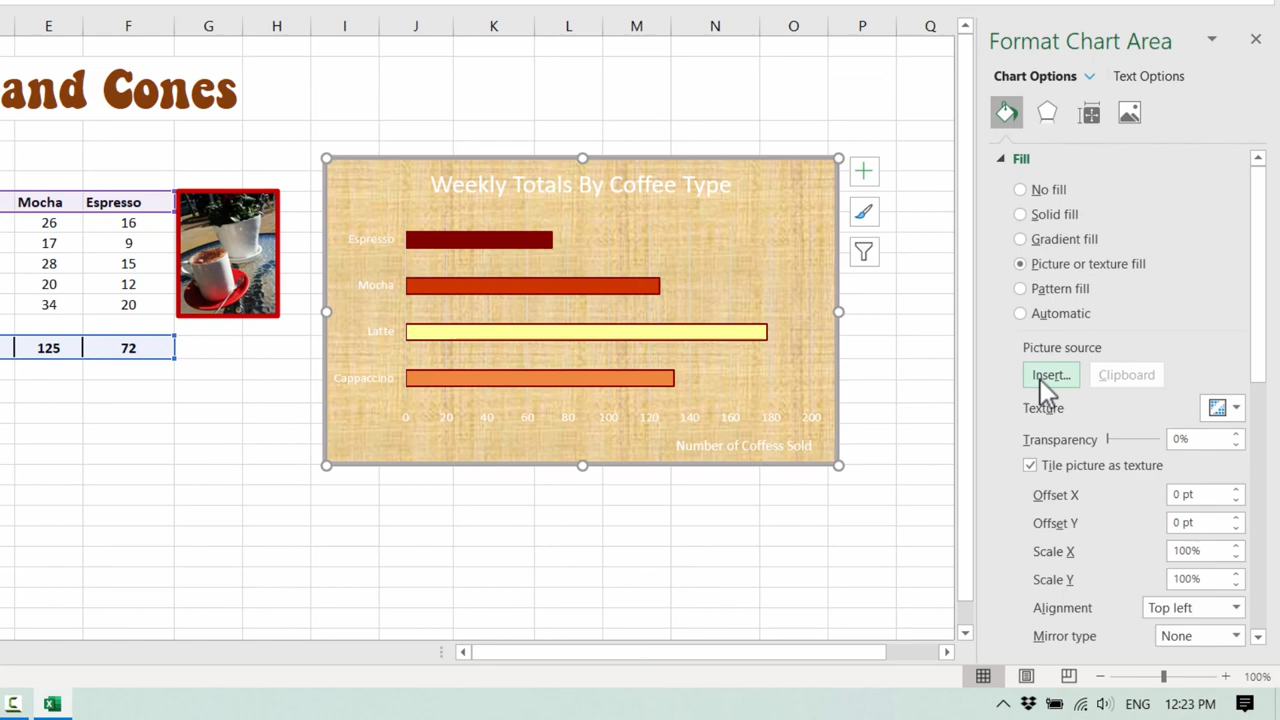 E F G H I J K L M N O P Q
and Cones
Mocha Espresso
26 16
17 9
28 15
20 12
34 20
125 72
Weekly Totals By Coffee Type
Espresso
Mocha
Latte
Cappaccino
0 20 40 60 80 100 120 140 160 180 200
Number of Coffess Sold
Format Chart Area
Chart Options Text Options
Fill
No fill
Solid fill
Gradient fill
Picture or texture fill
Pattern fill
Automatic
Picture source
Insert... Clipboard
Texture
Transparency 0%
Tile picture as texture
Offset X 0 pt
Offset Y 0 pt
Scale X 100%
Scale Y 100%
Alignment Top left
Mirror type None
100%
ENG 12:23 PM